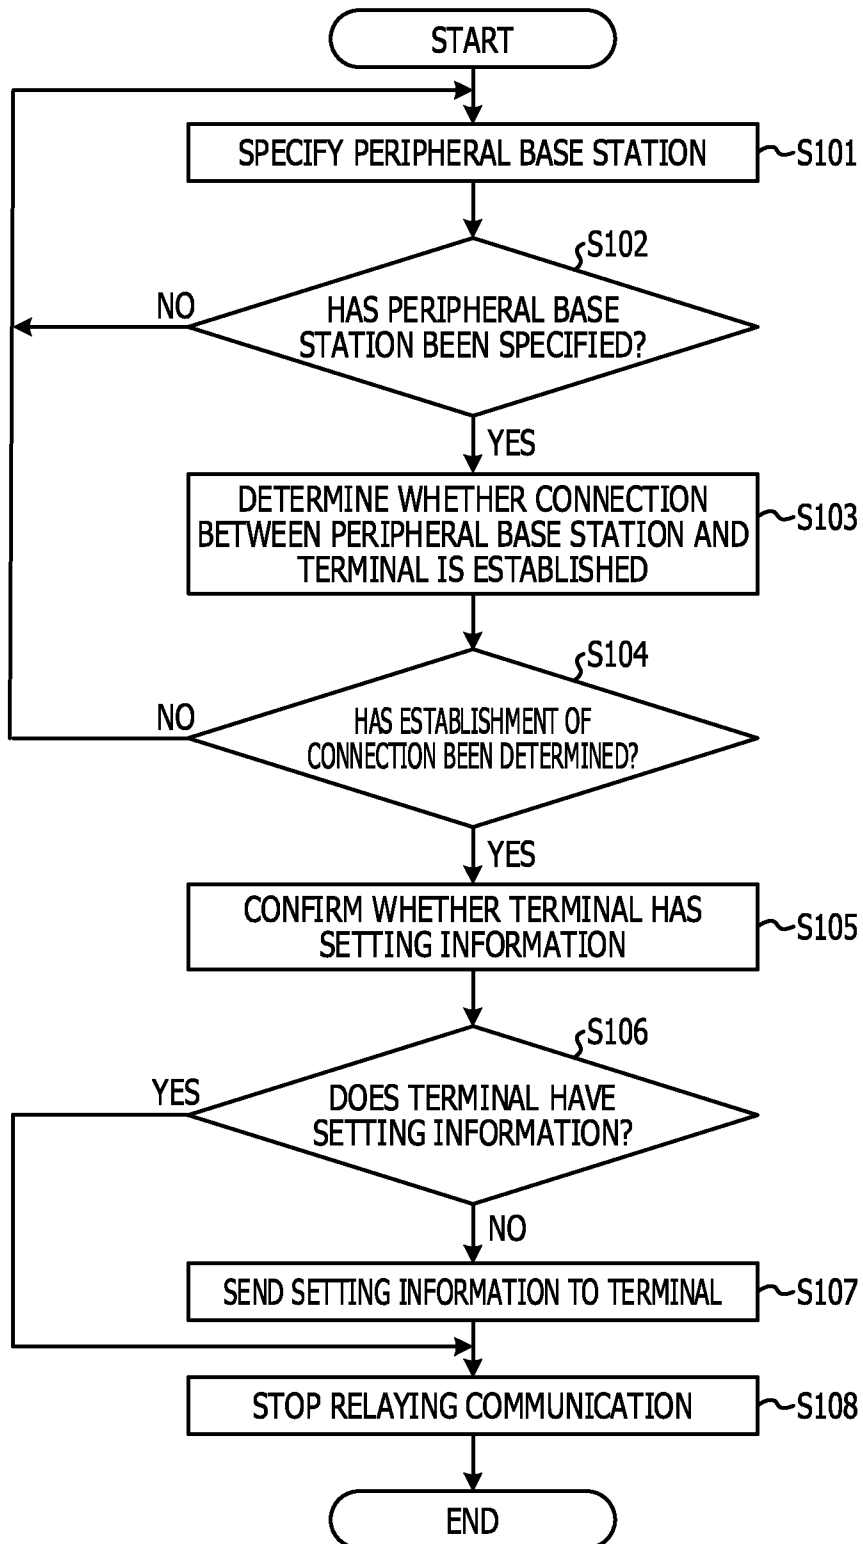 START
SPECIFY PERIPHERAL BASE STATION
S101
S102
NO
HAS PERIPHERAL BASE
STATION BEEN SPECIFIED?
YES
DETERMINE WHETHER CONNECTION
BETWEEN PERIPHERAL BASE STATION AND
TERMINAL IS ESTABLISHED
S103
S104
NO
HAS ESTABLISHMENT OF
CONNECTION BEEN DETERMINED?
YES
CONFIRM WHETHER TERMINAL HAS
SETTING INFORMATION
S105
S106
YES
DOES TERMINAL HAVE
SETTING INFORMATION?
NO
SEND SETTING INFORMATION TO TERMINAL
S107
STOP RELAYING COMMUNICATION
S108
END